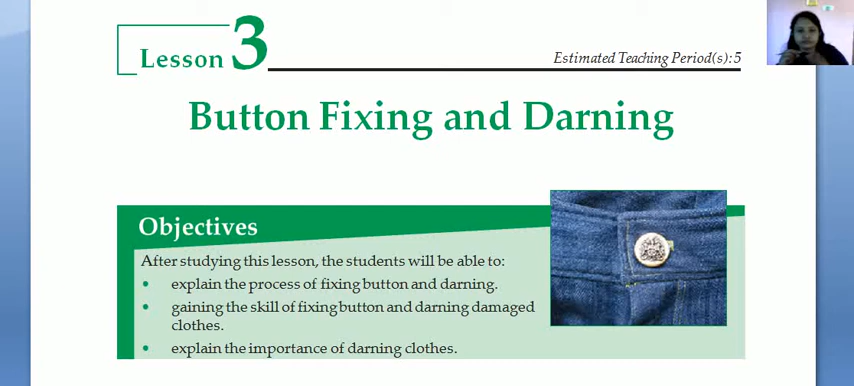 Lesson 3
Estimated Teaching Period(s):5
Button Fixing and Darning
Objectives
After studying this lesson, the students will be able to:
• explain the process of fixing button and darning.
• gaining the skill of fixing button and darning damaged
clothes.
• explain the importance of darning clothes.